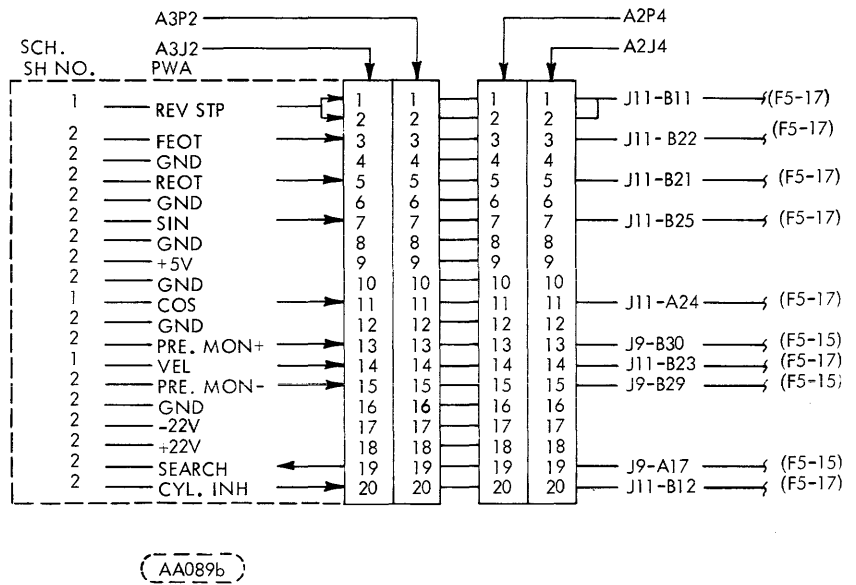 A3P2 A2P4
SCH. A3J2 A2J4
SH NO. PWA
1 REV STP 1 1 1 1 J11-B11 (F5-17)
2 2 2 2
2 FEOT 3 3 3 3 J11-B22 (F5-17)
2 GND 4 4 4 4
2 REOT 5 5 5 5 J11-B21 (F5-17)
2 GND 6 6 6 6
2 SIN 7 7 7 7 J11-B25 (F5-17)
2 GND 8 8 8 8
2 +5V 9 9 9 9
2 GND 10 10 10 10
1 COS 11 11 11 11 J11-A24 (F5-17)
2 GND 12 12 12 12
2 PRE. MON+ 13 13 13 13 J9-B30 (F5-15)
1 VEL 14 14 14 14 J11-B23 (F5-17)
2 PRE. MON- 15 15 15 15 J9-B29 (F5-15)
2 GND 16 16 16 16
2 -22V 17 17 17 17
2 +22V 18 18 18 18
2 SEARCH 19 19 19 19 J9-A17 (F5-15)
2 CYL. INH 20 20 20 20 J11-B12 (F5-17)
AA089b